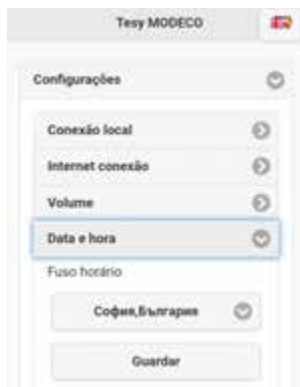 Tesy MODECO
Configurações
Conexão local
Internet conexão
Volume
Data e hora
Fuso horário
София,България
Guardar